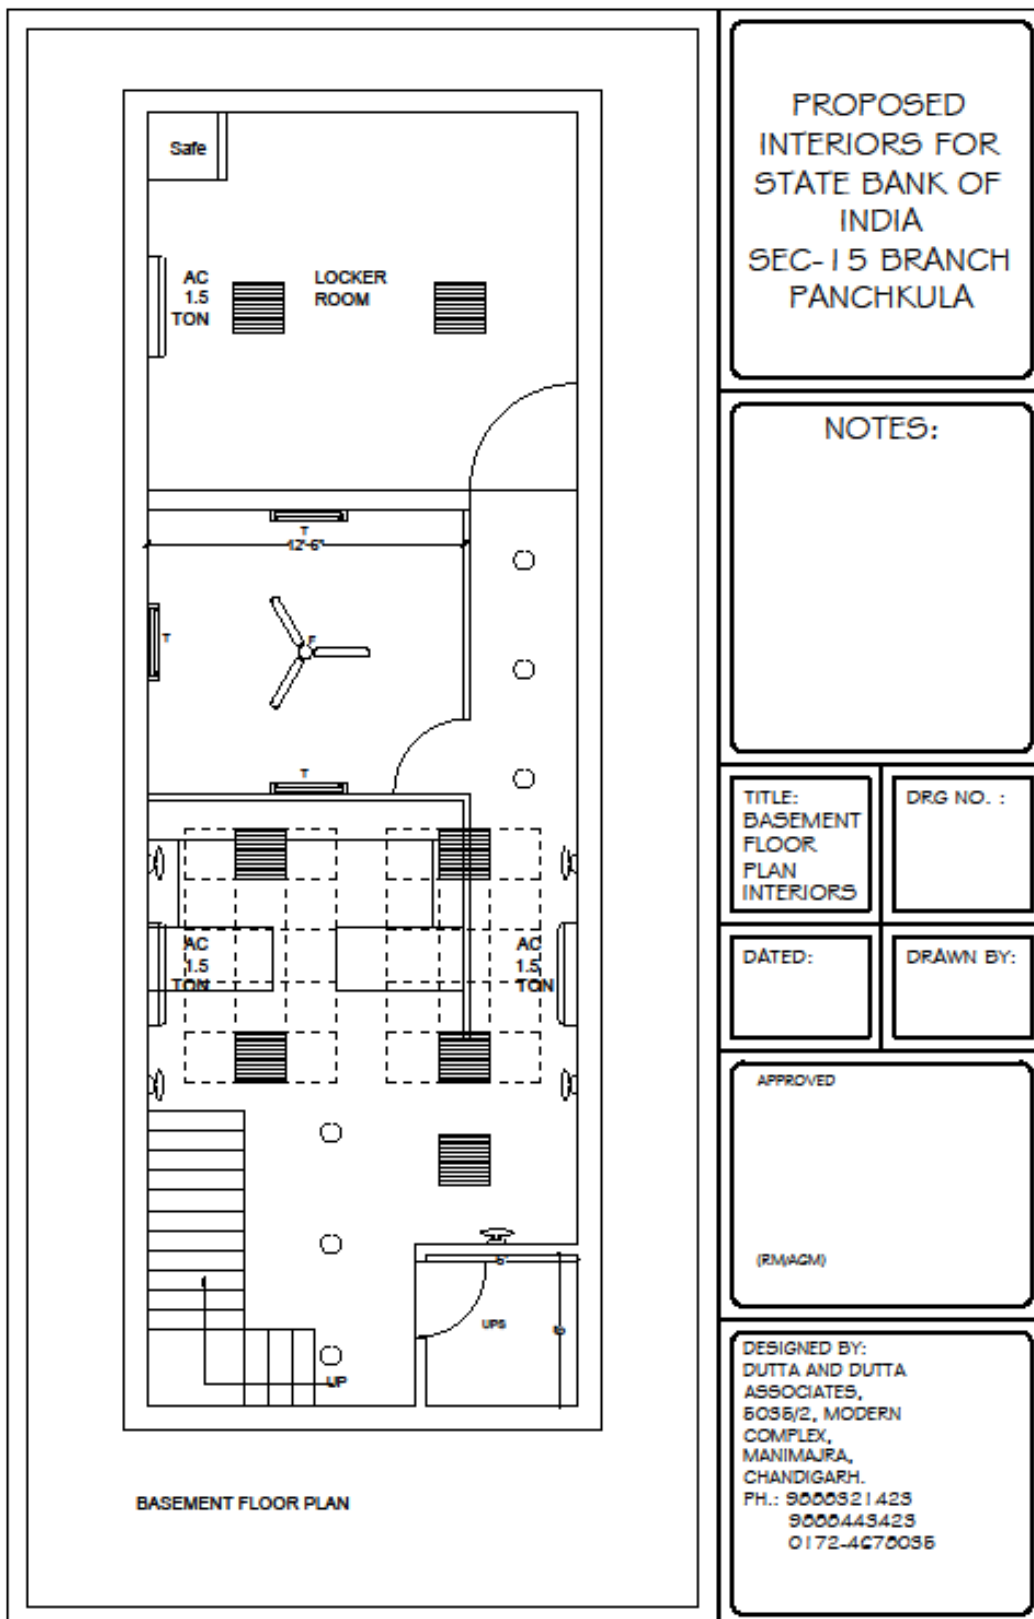 Safe
AC
1.5
TON
LOCKER
ROOM
T
12'-6"
T
F
T
AC
1.5
TON
AC
1.5
TON
5'
UPS
6'
UP
BASEMENT FLOOR PLAN
PROPOSED
INTERIORS FOR
STATE BANK OF
INDIA
SEC-15 BRANCH
PANCHKULA
NOTES:
TITLE:
BASEMENT
FLOOR
PLAN
INTERIORS
DRG NO. :
DATED:
DRAWN BY:
APPROVED
(RM/AGM)
DESIGNED BY:
DUTTA AND DUTTA
ASSOCIATES,
5035/2, MODERN
COMPLEX,
MANIMAJRA,
CHANDIGARH.
PH.: 9888321423
9888443423
0172-4678035